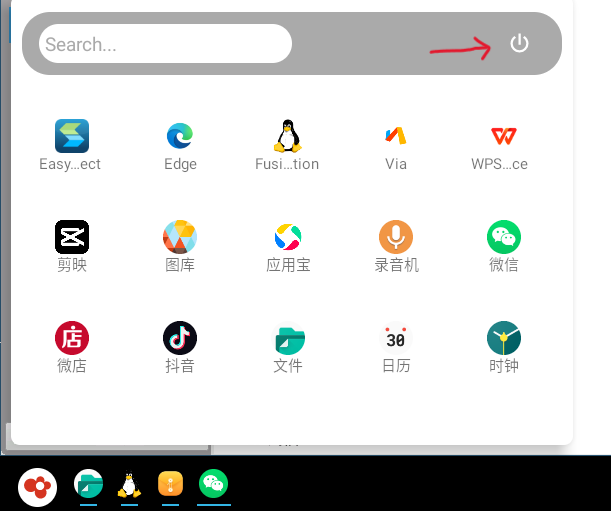 Search...
Easy...ect
Edge
Fusi...tion
Via
WPS...ce
剪映
图库
应用宝
录音机
微信
店
30
微店
抖音
文件
日历
时钟